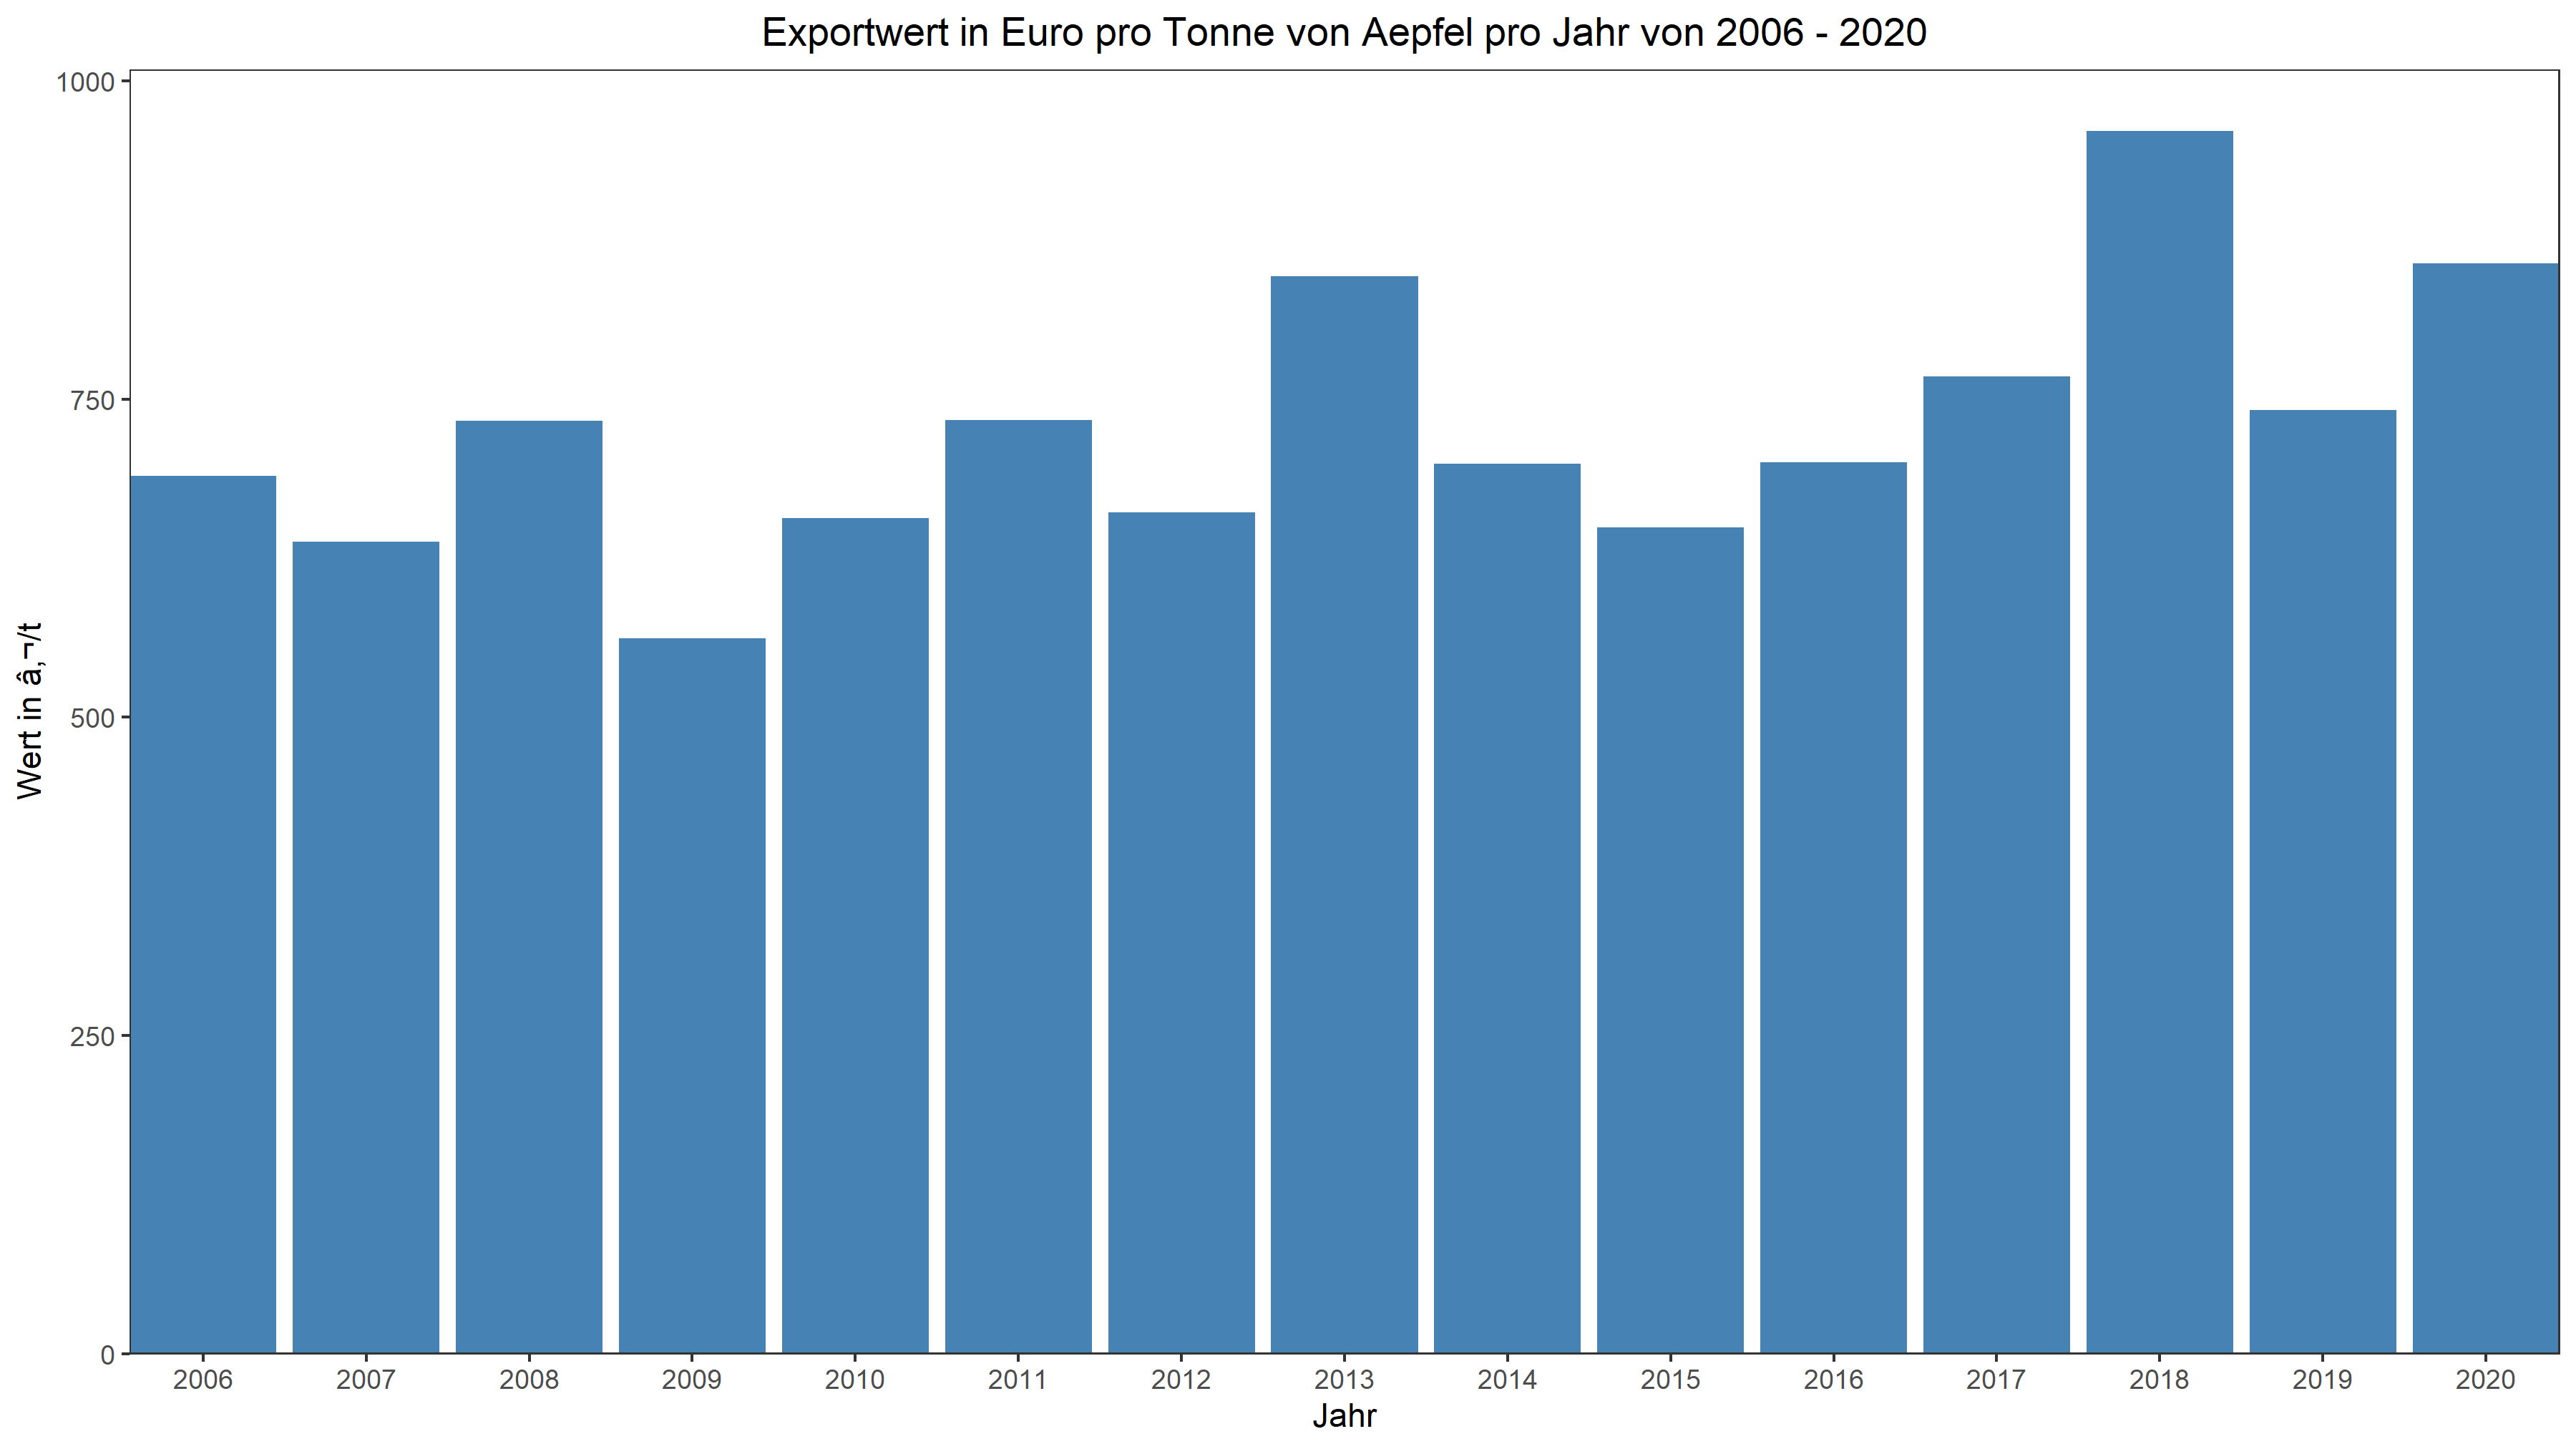 Exportwert in Euro pro Tonne von Aepfel pro Jahr von 2006 - 2020
Wert in â‚¬/t
1000
750
500
250
0
2006 2007 2008 2009 2010 2011 2012 2013 2014 2015 2016 2017 2018 2019 2020
Jahr